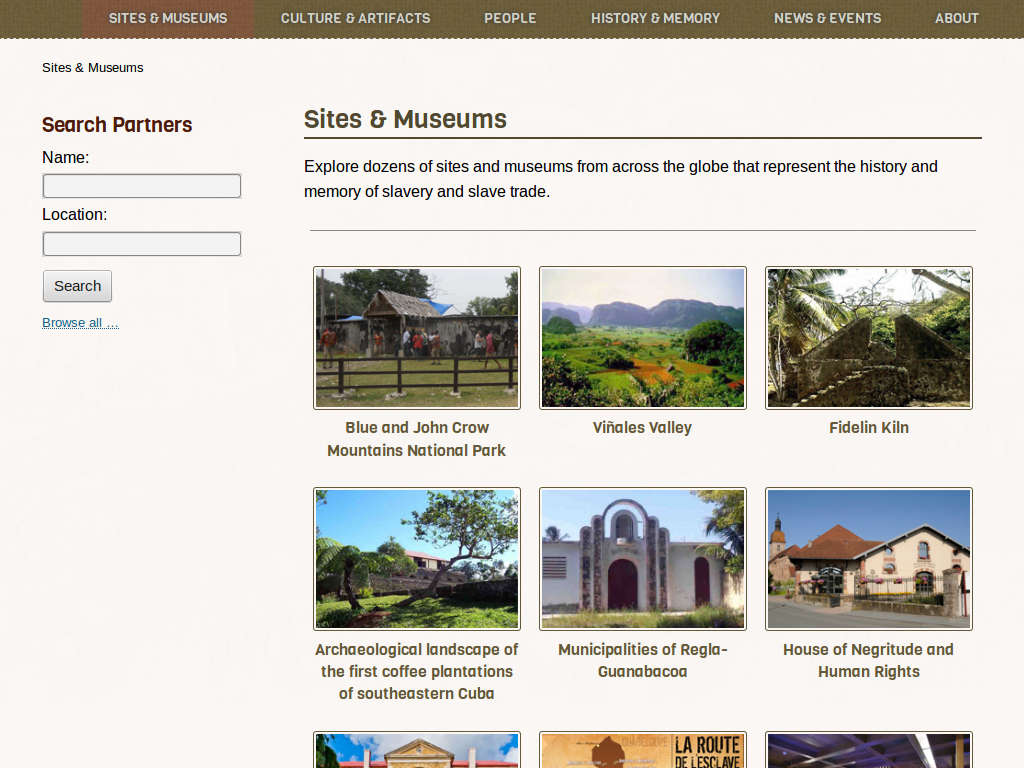 SITES & MUSEUMS
CULTURE & ARTIFACTS
PEOPLE
HISTORY & MEMORY
NEWS & EVENTS
ABOUT
Sites & Museums
Search Partners
Name:
Location:
Search
Browse all ...
Sites & Museums
Explore dozens of sites and museums from across the globe that represent the history and
memory of slavery and slave trade.
Blue and John Crow
Mountains National Park
Viñales Valley
Fidelin Kiln
Archaeological landscape of
the first coffee plantations
of southeastern Cuba
Municipalities of Regla-
Guanabacoa
House of Negritude and
Human Rights
LA ROUTE
DE L'ESCLAVE